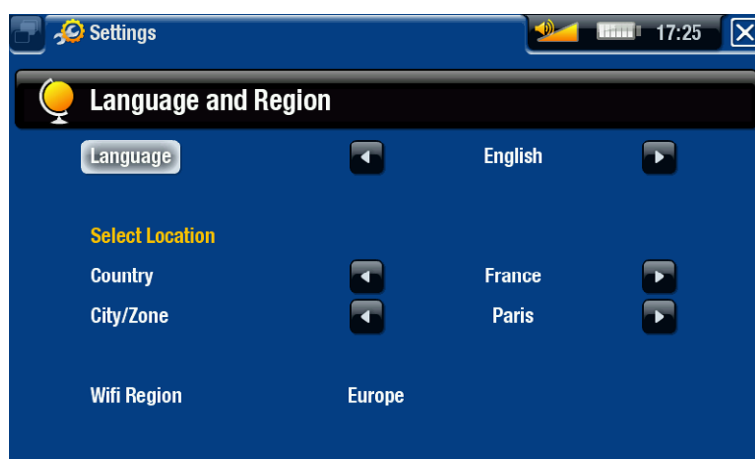 Settings 17:25
Language and Region
Language English
Select Location
Country France
City/Zone Paris
Wifi Region Europe